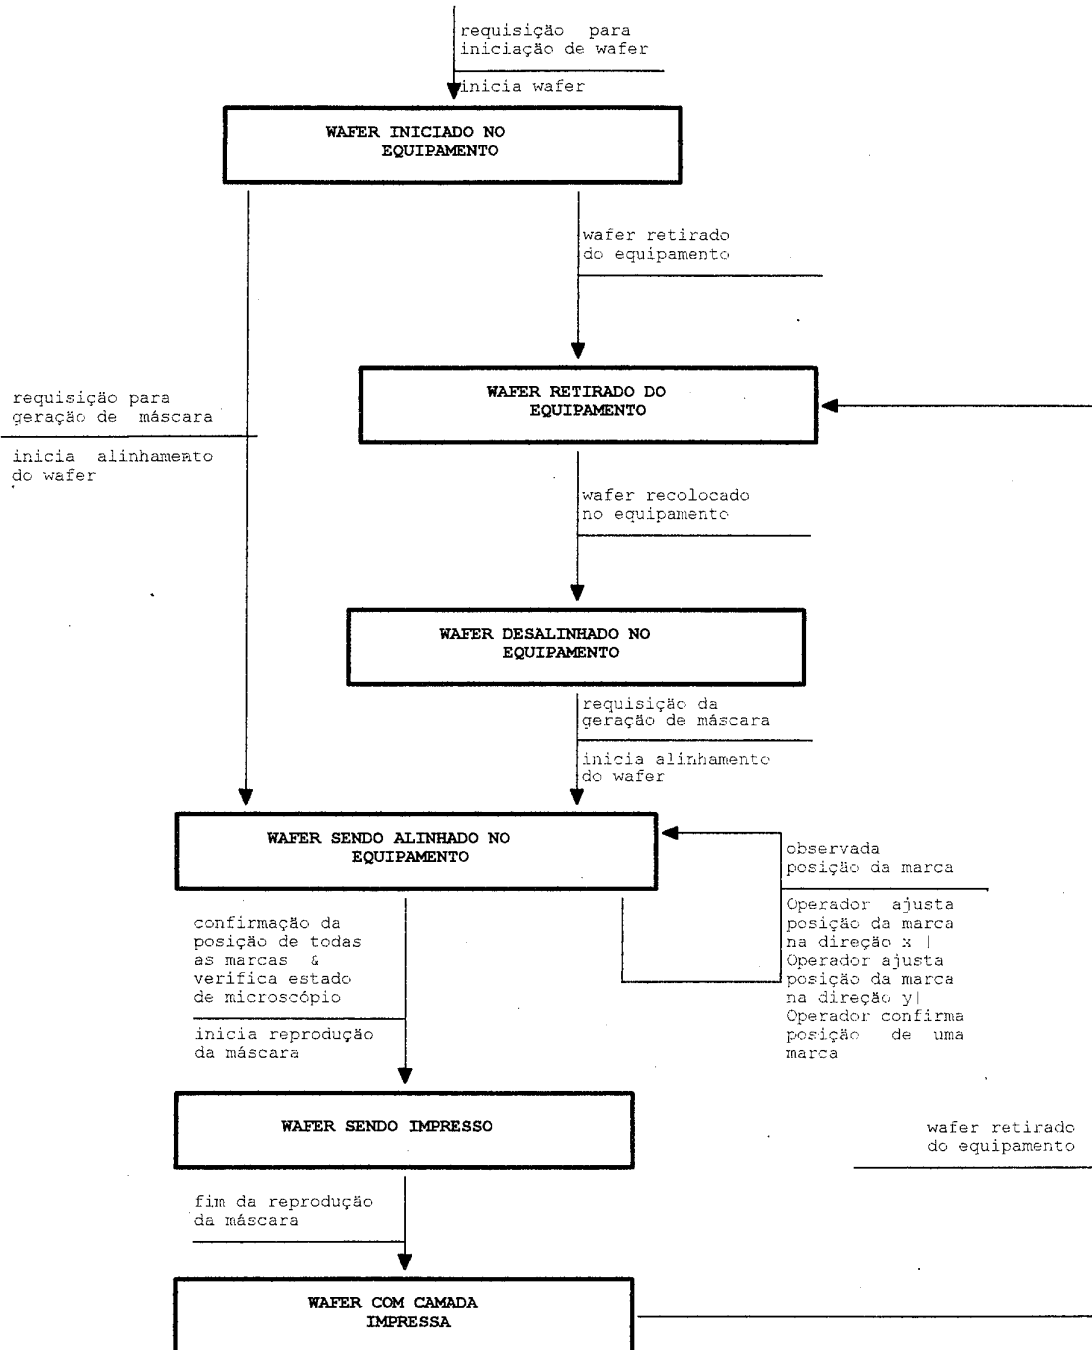 requisição para
iniciação de wafer
inicia wafer
WAFER INICIADO NO
EQUIPAMENTO
wafer retirado
do equipamento
WAFER RETIRADO DO
EQUIPAMENTO
requisição para
geração de máscara
inicia alinhamento
do wafer
wafer recolocado
no equipamento
WAFER DESALINHADO NO
EQUIPAMENTO
requisição da
geração de máscara
inicia alinhamento
do wafer
WAFER SENDO ALINHADO NO
EQUIPAMENTO
observada
posição da marca
Operador ajusta
posição da marca
na direção x |
Operador ajusta
posição da marca
na direção y|
Operador confirma
posição de uma
marca
confirmação da
posição de todas
as marcas &
verifica estado
de microscópio
inicia reprodução
da máscara
WAFER SENDO IMPRESSO
wafer retirado
do equipamento
fim da reprodução
da máscara
WAFER COM CAMADA
IMPRESSA